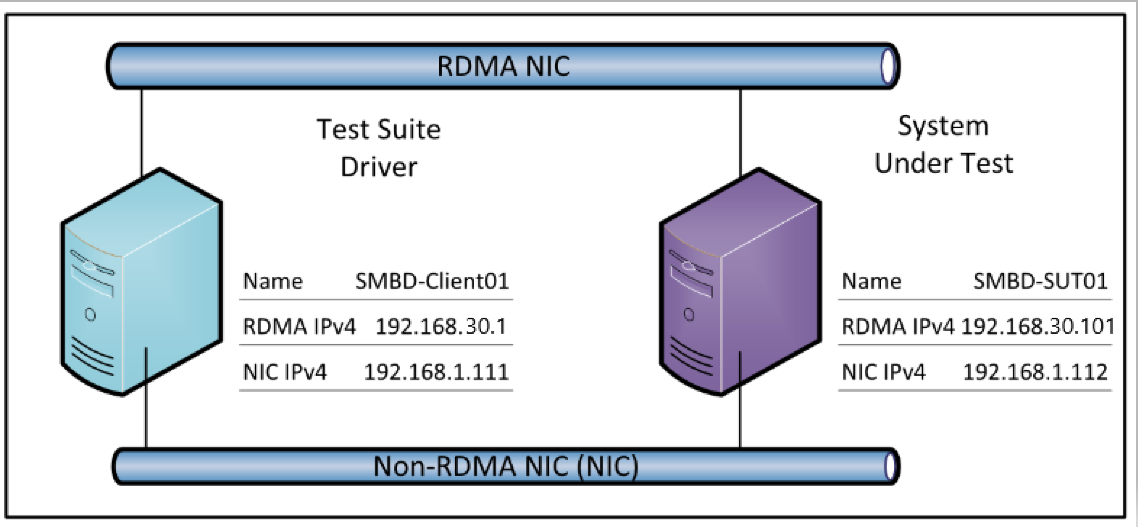 RDMA NIC
Test Suite
Driver
System
Under Test
Name SMBD-Client01
RDMA IPv4 192.168.30.1
NIC IPv4 192.168.1.111
Name SMBD-SUT01
RDMA IPv4 192.168.30.101
NIC IPv4 192.168.1.112
Non-RDMA NIC (NIC)